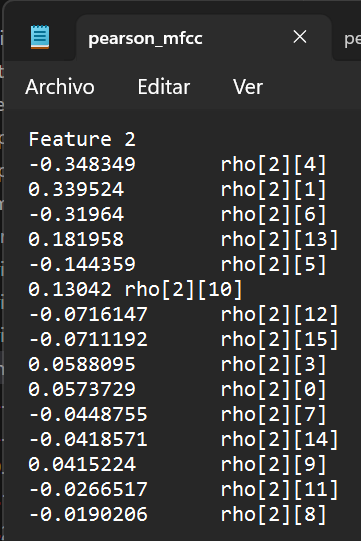 pearson_mfcc
Archivo Editar Ver
Feature 2
-0.348349 rho[2][4]
0.339524 rho[2][1]
-0.31964 rho[2][6]
0.181958 rho[2][13]
-0.144359 rho[2][5]
0.13042 rho[2][10]
-0.0716147 rho[2][12]
-0.0711192 rho[2][15]
0.0588095 rho[2][3]
0.0573729 rho[2][0]
-0.0448755 rho[2][7]
-0.0418571 rho[2][14]
0.0415224 rho[2][9]
-0.0266517 rho[2][11]
-0.0190206 rho[2][8]